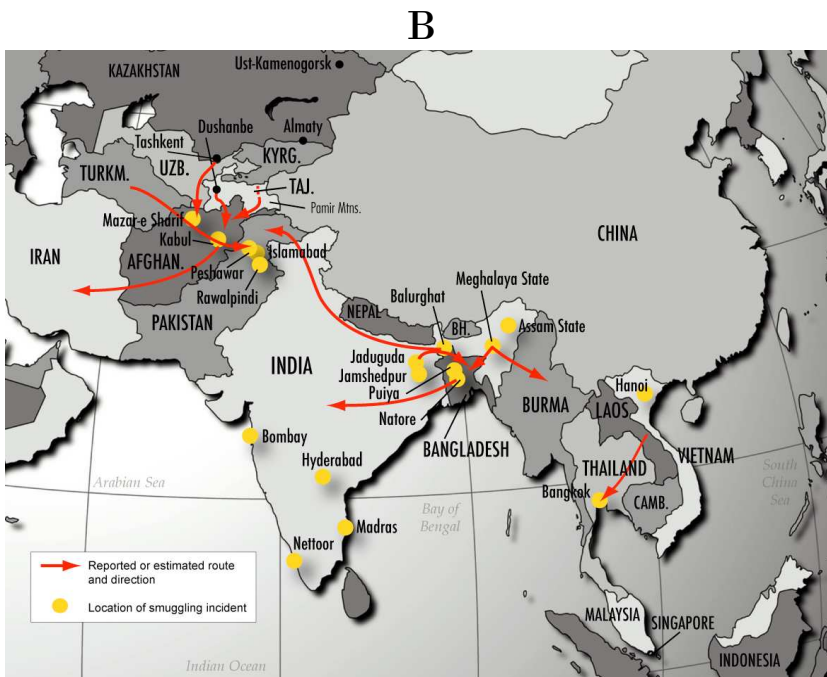 B
KAZAKHSTAN
Ust-Kamenogorsk
Dushanbe
Almaty
Tashkent
UZB.
KYRG.
TURKM.
TAJ.
Pamir Mtns.
Mazar-e Sharif
Kabul
CHINA
IRAN
AFGHAN.
Islamabad
Peshawar
Rawalpindi
Meghalaya State
Balurghat
NEPAL
BH.
Assam State
PAKISTAN
INDIA
Jaduguda
Jamshedpur
Puiya
Natore
BURMA
Hanoi
LAOS
BANGLADESH
Bombay
VIETNAM
Hyderabad
THAILAND
South
China
Sea
Arabian Sea
Bangkok
CAMB.
Bay of
Bengal
Madras
Nettoor
Reported or estimated route
and direction
Location of smuggling incident
MALAYSIA
SINGAPORE
INDONESIA
Indian Ocean